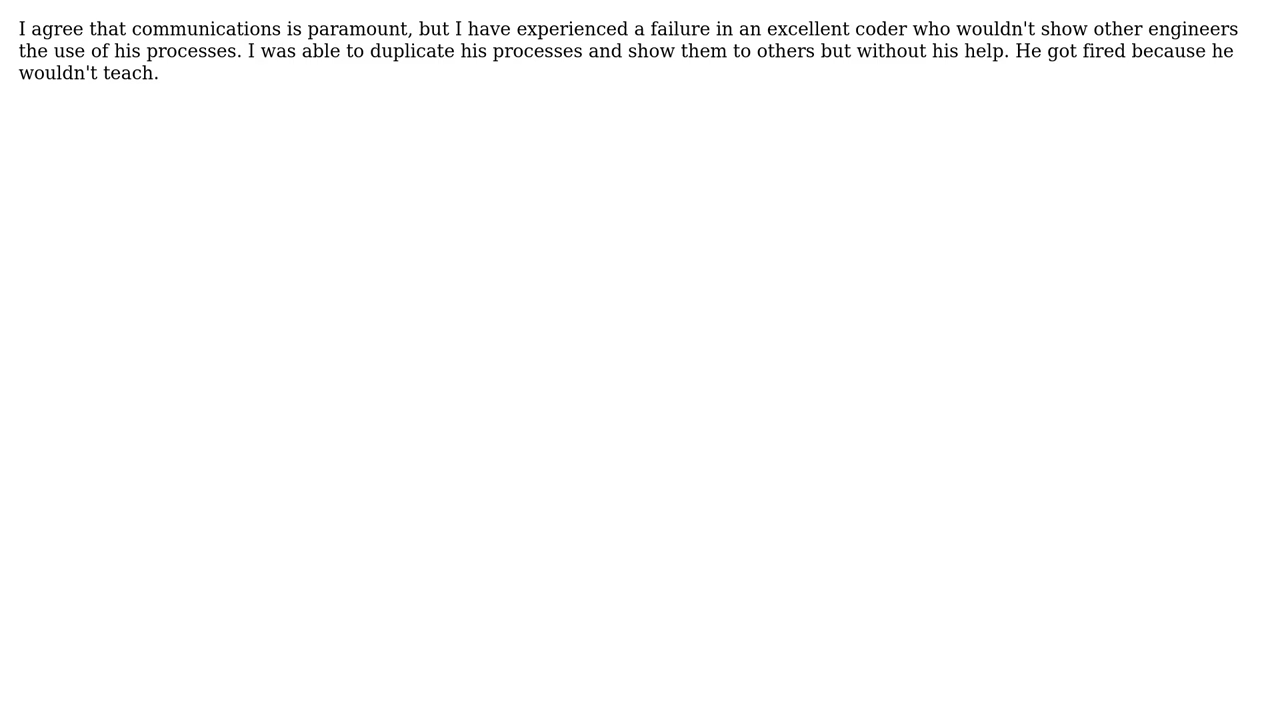 I agree that communications is paramount, but I have experienced a failure in an excellent coder who wouldn't show other engineers
the use of his processes. I was able to duplicate his processes and show them to others but without his help. He got fired because he
wouldn't teach.